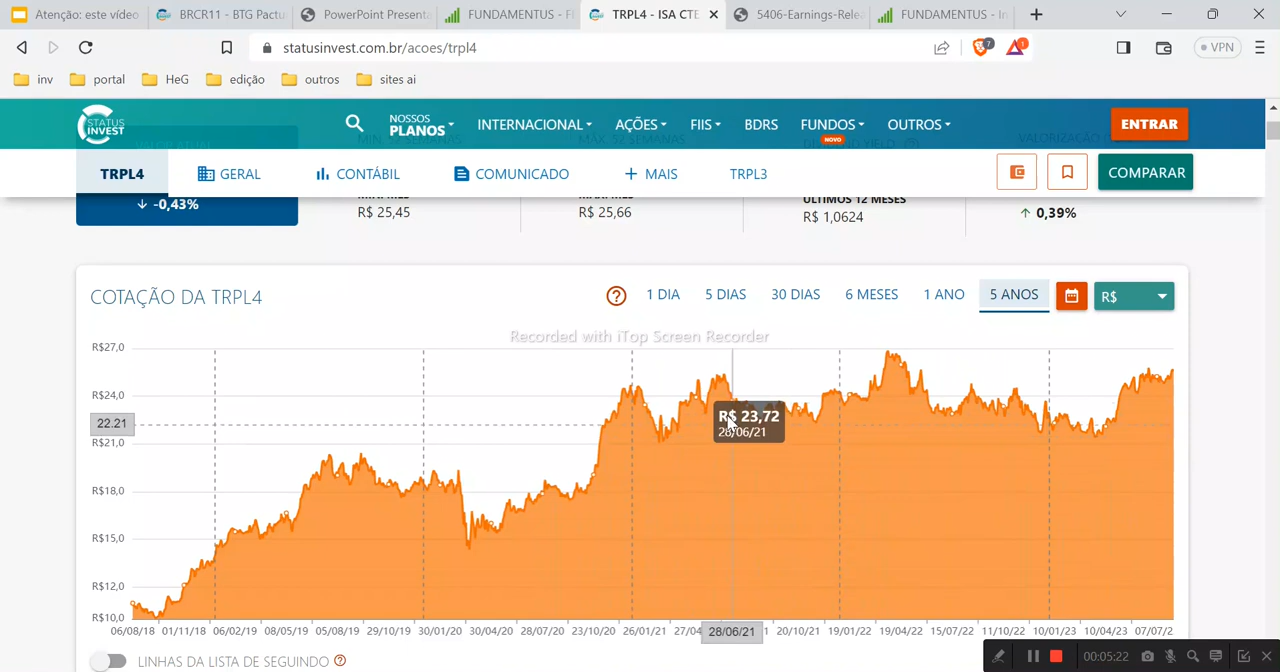 Atenção: este vídeo
BRCR11 - BTG Pactu
PowerPoint Presenta
FUNDAMENTUS - F
TRPL4 - ISA CTE
5406-Earnings-Relea
FUNDAMENTUS - In
statusinvest.com.br/acoes/trpl4
7
1
VPN
inv
portal
HeG
edição
outros
sites ai
STATUS
INVEST
NOSSOS
PLANOS
INTERNACIONAL
AÇÕES
FIIS
BDRS
FUNDOS
NOVO
OUTROS
ENTRAR
TRPL4
GERAL
CONTÁBIL
COMUNICADO
MAIS
TRPL3
COMPARAR
-0,43%
R$ 25,45
R$ 25,66
ÚLTIMOS 12 MESES
R$ 1,0624
0,39%
COTAÇÃO DA TRPL4
1 DIA
5 DIAS
30 DIAS
6 MESES
1 ANO
5 ANOS
R$
Recorded with iTop Screen Recorder
R$27,0
R$24,0
22.21
R$21,0
R$18,0
R$15,0
R$12,0
R$10,0
R$ 23,72
28/06/21
06/08/18
01/11/18
06/02/19
08/05/19
05/08/19
29/10/19
30/01/20
30/04/20
28/07/20
23/10/20
26/01/21
27/04
28/06/21
1
20/10/21
19/01/22
19/04/22
15/07/22
11/10/22
10/01/23
10/04/23
07/07/2
LINHAS DA LISTA DE SEGUINDO
00:05:22